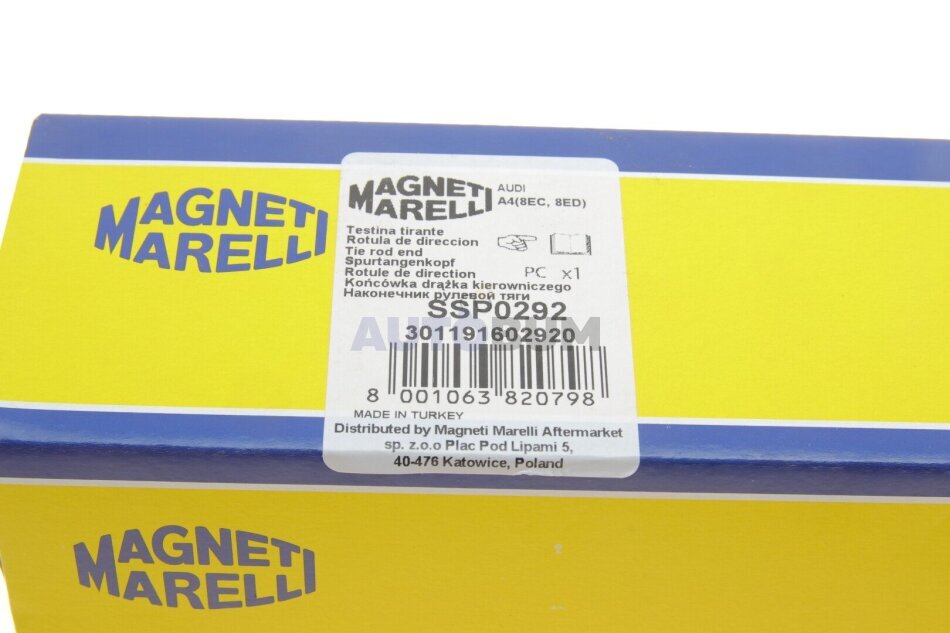 MAGNETI
MARELLI
MAGNETI
MARELLI
AUDI
A4(8EC, 8ED)
Testina tirante
Rotula de direccion
Tie rod end
Spurtangenkopf
Rotule de direction
PC x1
Końcówka drążka kierowniczego
Наконечник рулевой тяги
SSP0292
AUTODUM
301191602920
8 001063 820798
MADE IN TURKEY
Distributed by Magneti Marelli Aftermarket
sp. z.o.o Plac Pod Lipami 5,
40-476 Katowice, Poland
MAGNETI
MARELLI